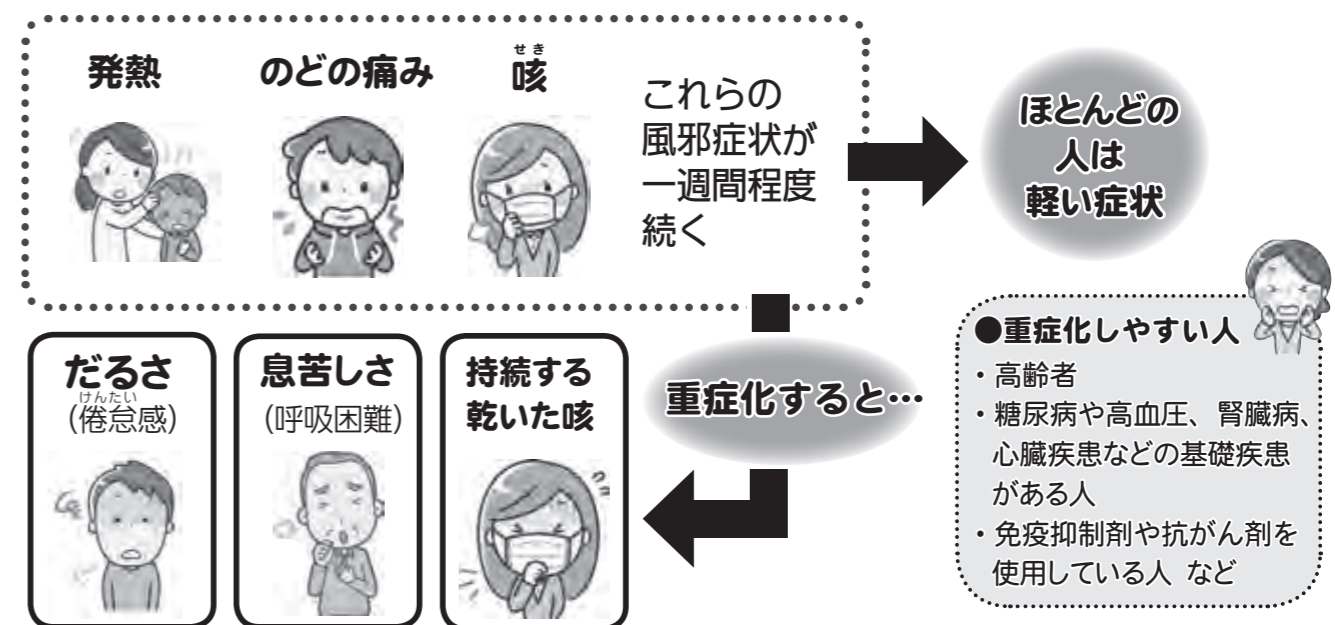 発熱
のどの痛み
せき
咳
これらの
風邪症状が
一週間程度
続く
ほとんどの
人は
軽い症状
だるさ
けんたい
(倦怠感)
息苦しさ
(呼吸困難)
持続する
乾いた咳
重症化すると…
●重症化しやすい人
・高齢者
・糖尿病や高血圧、腎臓病、
心臓疾患などの基礎疾患
がある人
・免疫抑制剤や抗がん剤を
使用している人 など